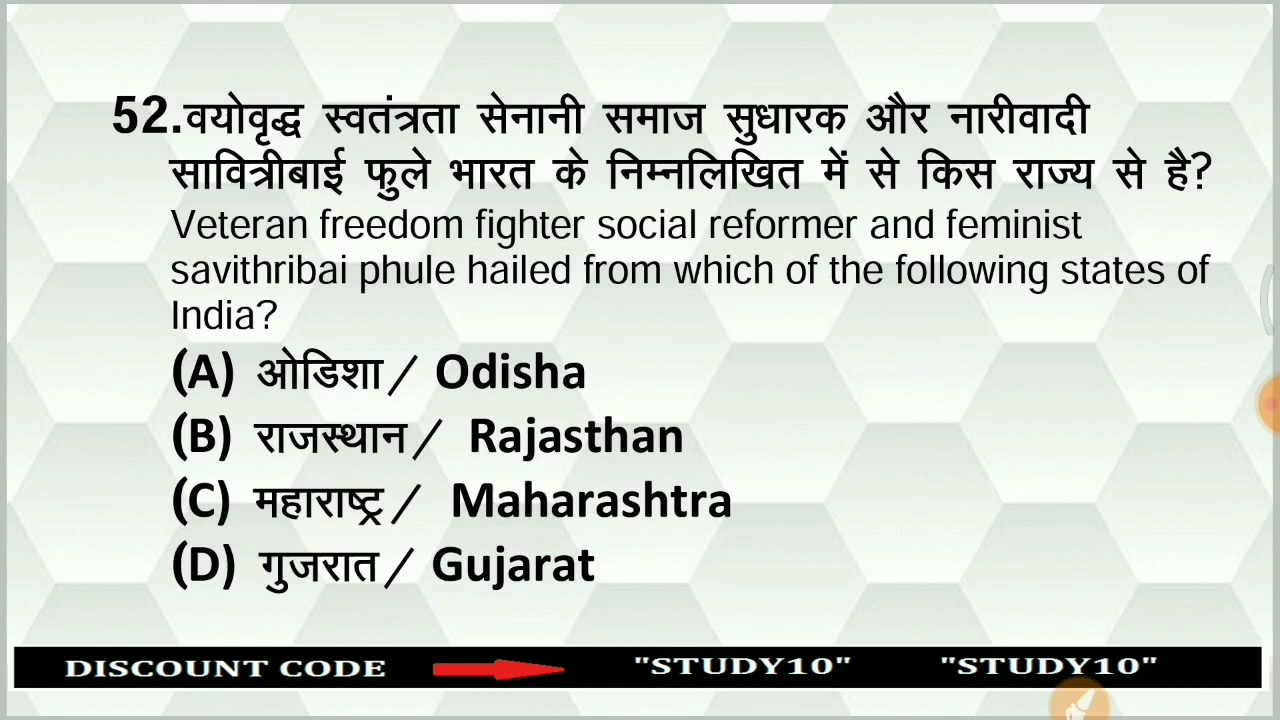 52.वयोवृद्ध स्वतंत्रता सेनानी समाज सुधारक और नारीवादी
सावित्रीबाई फुले भारत के निम्नलिखित में से किस राज्य से है?
Veteran freedom fighter social reformer and feminist
savithribai phule hailed from which of the following states of
India?
(A) ओडिशा/ Odisha
(B) राजस्थान/ Rajasthan
(C) महाराष्ट्र/ Maharashtra
(D) गुजरात/ Gujarat
DISCOUNT CODE "STUDY10" "STUDY10"